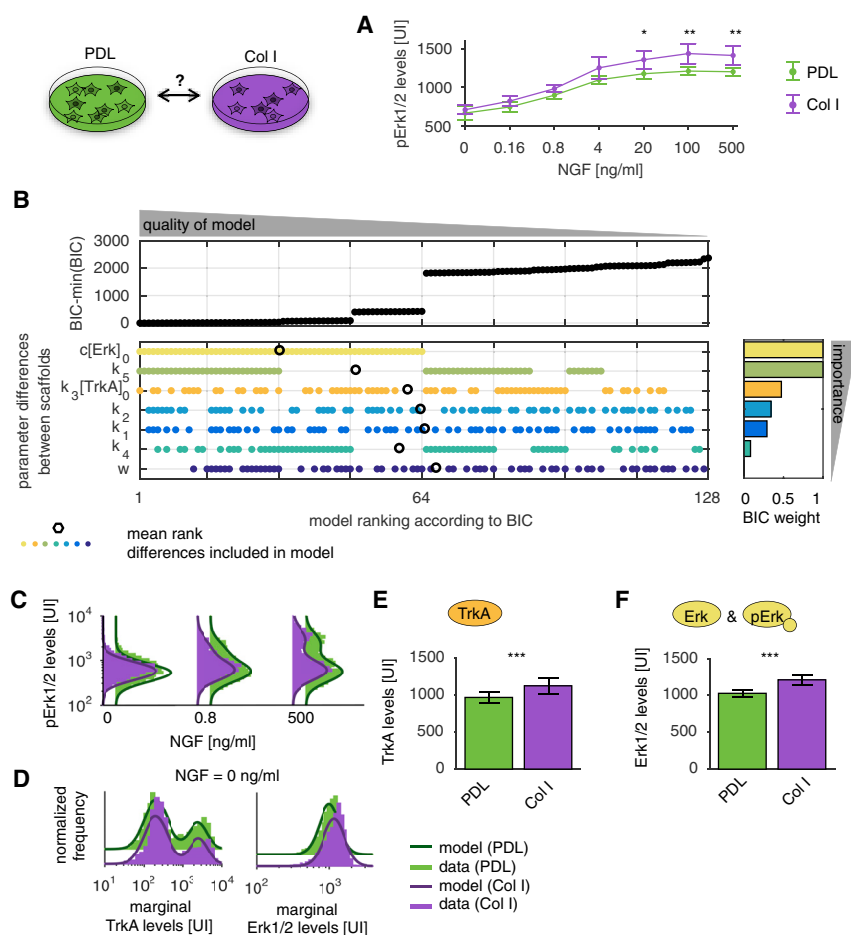 PDL
Col I
?
A
pErk1/2 levels [UI]
1500
1000
500
*
**
**
0 0.16 0.8 4 20 100 500
NGF [ng/ml]
PDL
Col I
B
quality of model
BIC-min(BIC)
3000
2000
1000
0
parameter differences
between scaffolds
c[Erk]0
k5
k3[TrkA]0
k2
k1
k4
w
1 64 128
model ranking according to BIC
mean rank
differences included in model
importance
0 0.5 1
BIC weight
C
pErk1/2 levels [UI]
10^4
10^3
10^2
0 0.8 500
NGF [ng/ml]
D
NGF = 0 ng/ml
normalized
frequency
10^1 10^2 10^3 10^4
marginal
TrkA levels [UI]
10^2 10^3
marginal
Erk1/2 levels [UI]
model (PDL)
data (PDL)
model (Col I)
data (Col I)
E
TrkA
***
TrkA levels [UI]
1500
1000
500
0
PDL
Col I
F
Erk & pErk
***
Erk1/2 levels [UI]
1500
1000
500
0
PDL
Col I